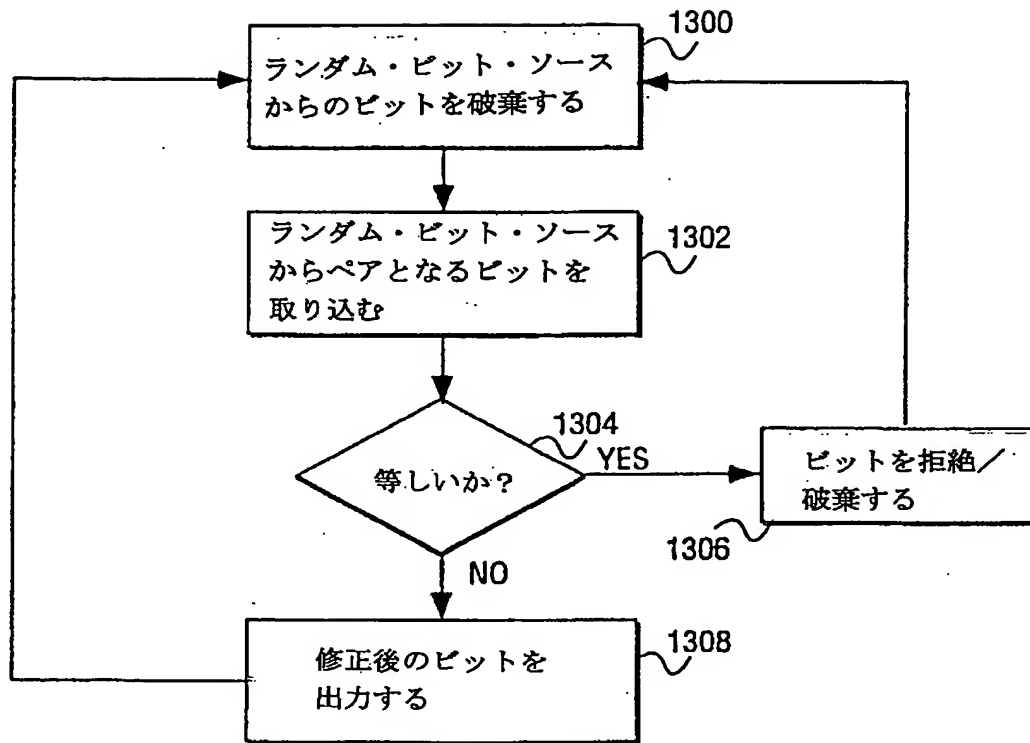 1300
ランダム・ビット・ソース
からのビットを破棄する
ランダム・ビット・ソース
からペアとなるビットを
取り込む
1302
1304
等しいか？
YES
ビットを拒絶／
破棄する
1306
NO
修正後のビットを
出力する
1308